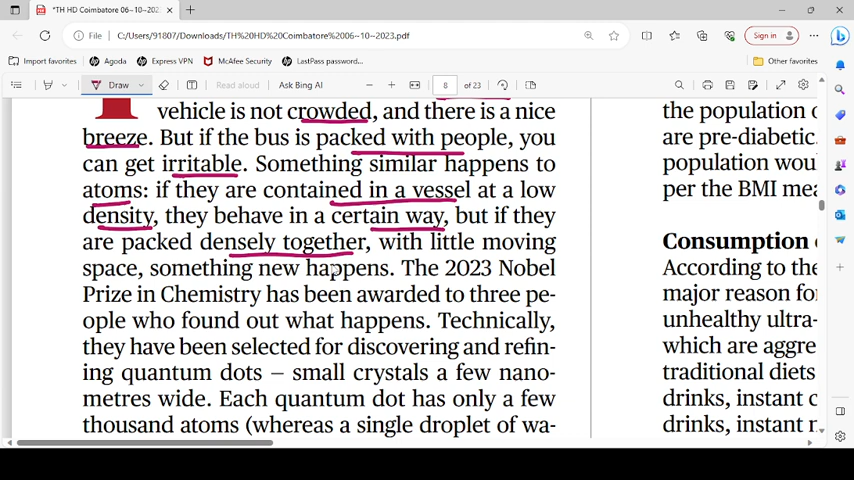 *TH HD Coimbatore 06-10-202
File C:/Users/91807/Downloads/TH%20HD%20Coimbatore%2006-10-2023.pdf
Sign in
Import favorites Agoda Express VPN McAfee Security LastPass password...
Other favorites
Draw Read aloud Ask Bing AI 8 of 23
vehicle is not crowded, and there is a nice
breeze. But if the bus is packed with people, you
can get irritable. Something similar happens to
atoms: if they are contained in a vessel at a low
density, they behave in a certain way, but if they
are packed densely together, with little moving
space, something new happens. The 2023 Nobel
Prize in Chemistry has been awarded to three pe-
ople who found out what happens. Technically,
they have been selected for discovering and refin-
ing quantum dots – small crystals a few nano-
metres wide. Each quantum dot has only a few
thousand atoms (whereas a single droplet of wa-
the population
are pre-diabetic.
population wou
per the BMI mea
Consumption
According to the
major reason fo
unhealthy ultra-
which are aggre
traditional diets
drinks, instant
drinks, instant